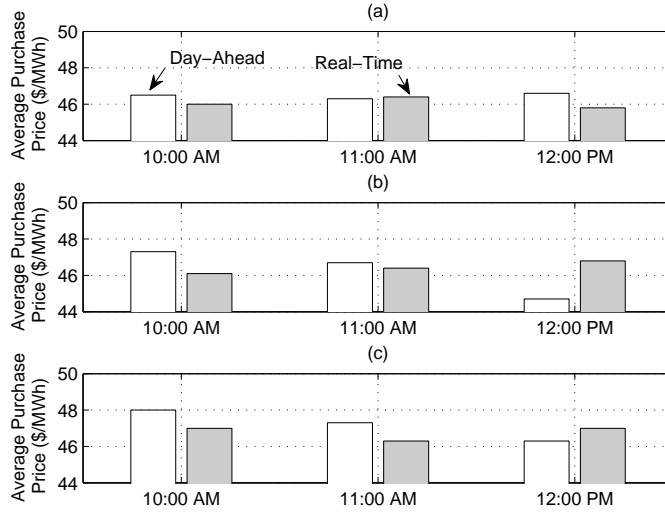 (a)
Average Purchase
Price ($/MWh)
50
48
46
44
Day−Ahead
Real−Time
10:00 AM
11:00 AM
12:00 PM
(b)
Average Purchase
Price ($/MWh)
50
48
46
44
10:00 AM
11:00 AM
12:00 PM
(c)
Average Purchase
Price ($/MWh)
50
48
46
44
10:00 AM
11:00 AM
12:00 PM